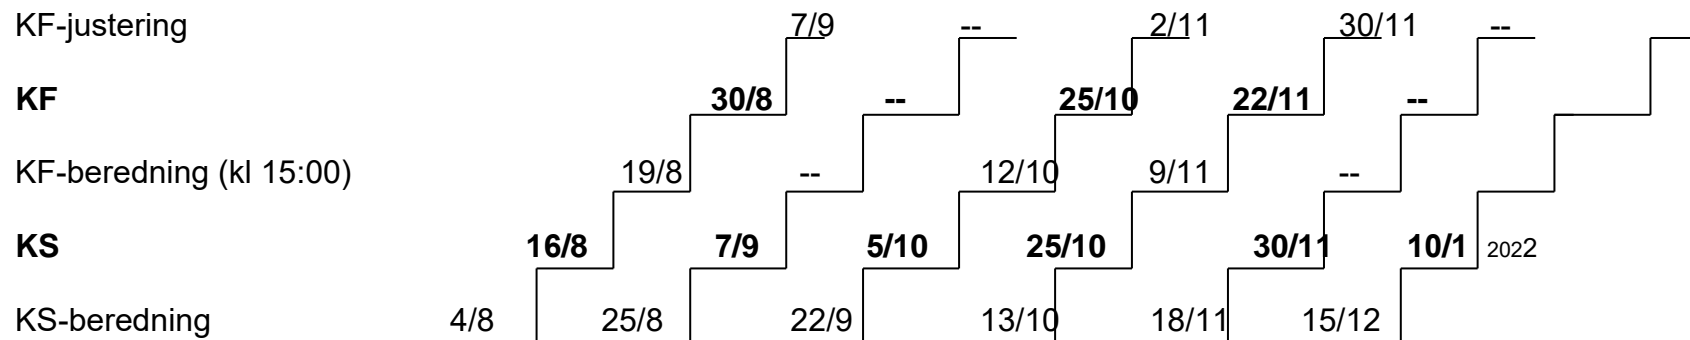 KF-justering 7/9 -- 2/11 30/11 --
KF 30/8 -- 25/10 22/11 --
KF-beredning (kl 15:00) 19/8 -- 12/10 9/11 --
KS 16/8 7/9 5/10 25/10 30/11 10/1 2022
KS-beredning 4/8 25/8 22/9 13/10 18/11 15/12